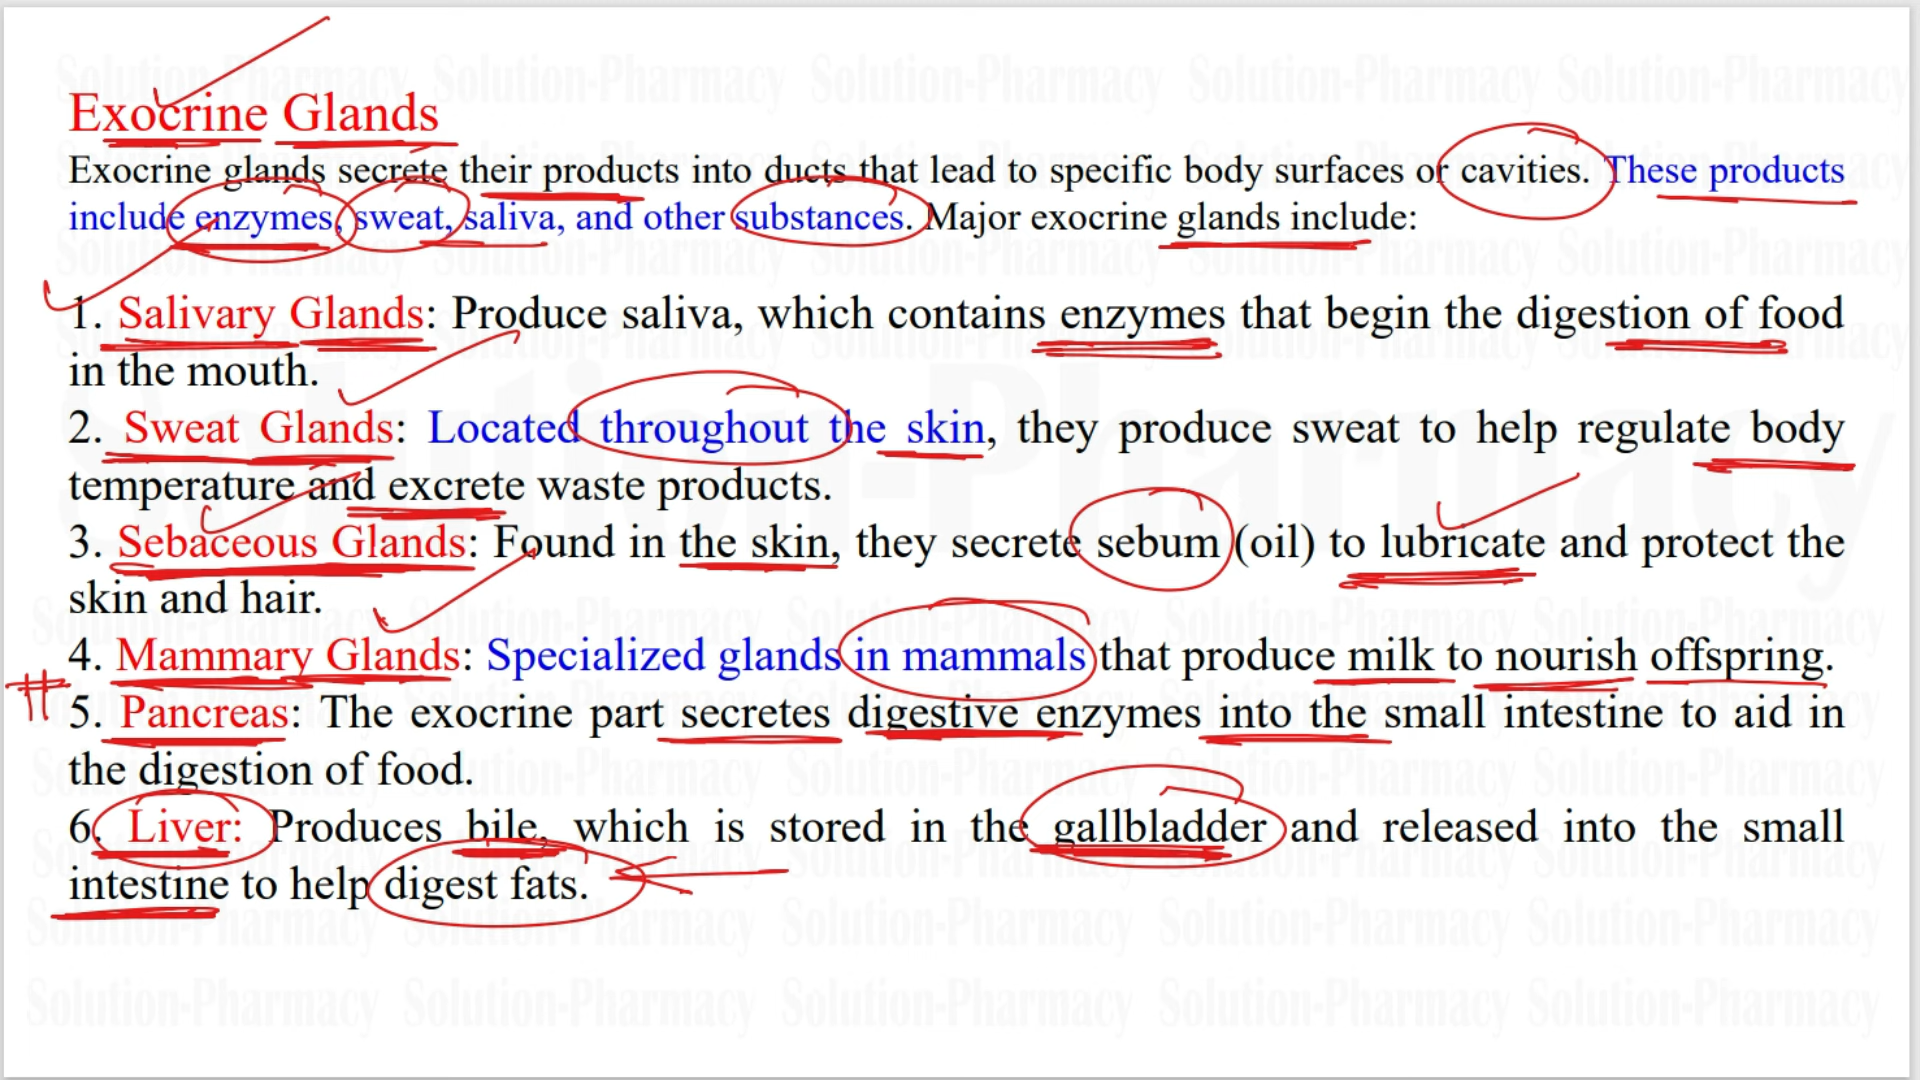 Exocrine Glands
Exocrine glands secrete their products into ducts that lead to specific body surfaces or cavities. These products
include enzymes, sweat, saliva, and other substances. Major exocrine glands include:
1. Salivary Glands: Produce saliva, which contains enzymes that begin the digestion of food
in the mouth.
2. Sweat Glands: Located throughout the skin, they produce sweat to help regulate body
temperature and excrete waste products.
3. Sebaceous Glands: Found in the skin, they secrete sebum (oil) to lubricate and protect the
skin and hair.
4. Mammary Glands: Specialized glands in mammals that produce milk to nourish offspring.
5. Pancreas: The exocrine part secretes digestive enzymes into the small intestine to aid in
the digestion of food.
6. Liver: Produces bile, which is stored in the gallbladder and released into the small
intestine to help digest fats.